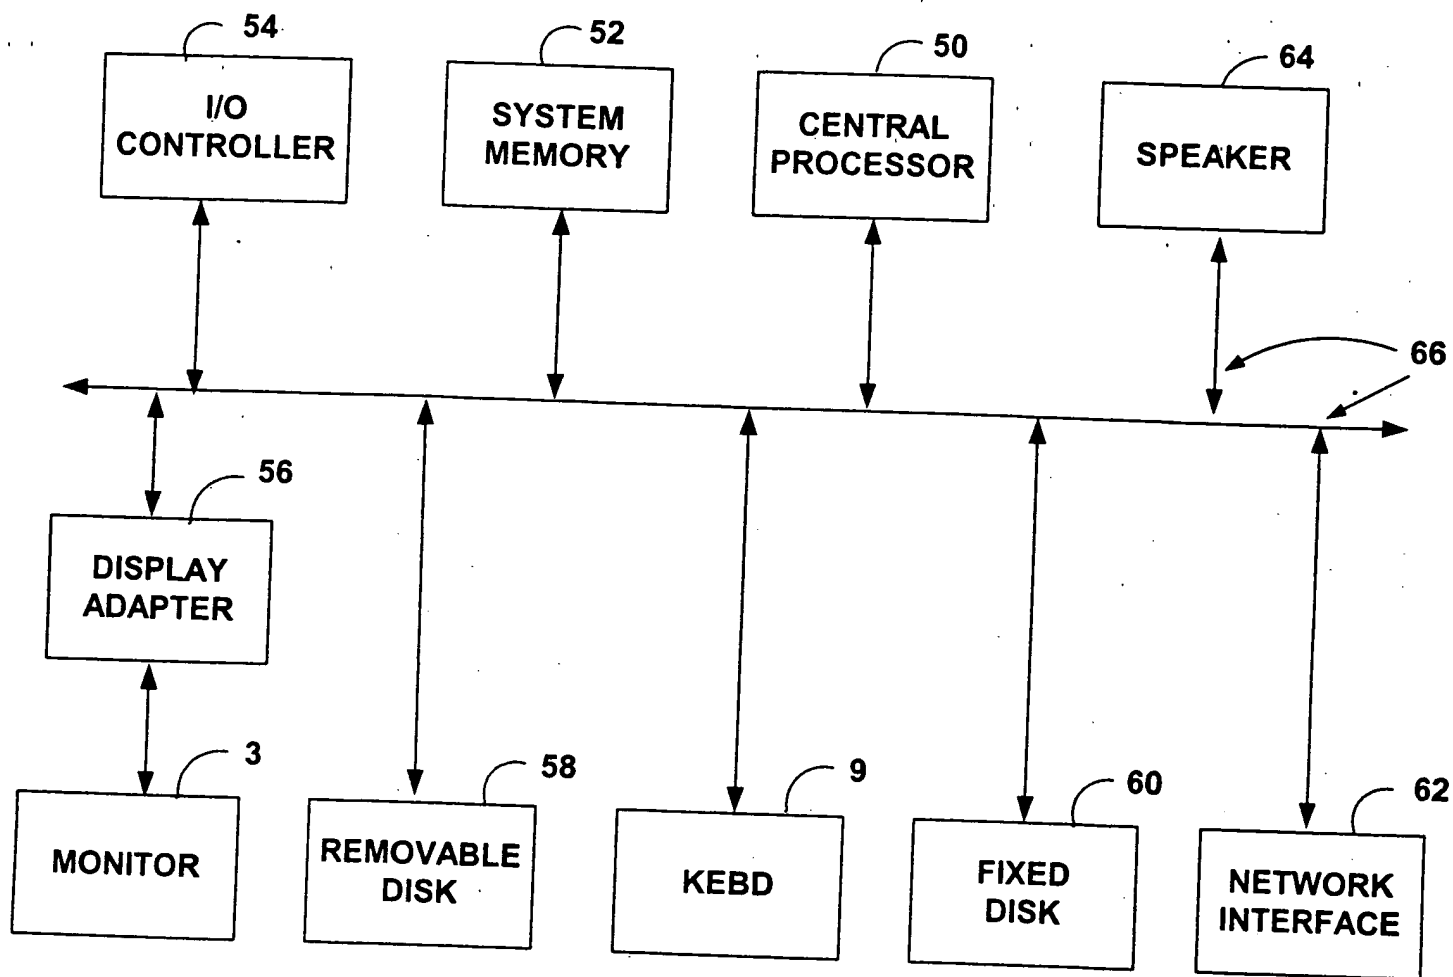 54
I/O
CONTROLLER
52
SYSTEM
MEMORY
50
CENTRAL
PROCESSOR
64
SPEAKER
66
56
DISPLAY
ADAPTER
3
MONITOR
58
REMOVABLE
DISK
9
KEBD
60
FIXED
DISK
62
NETWORK
INTERFACE